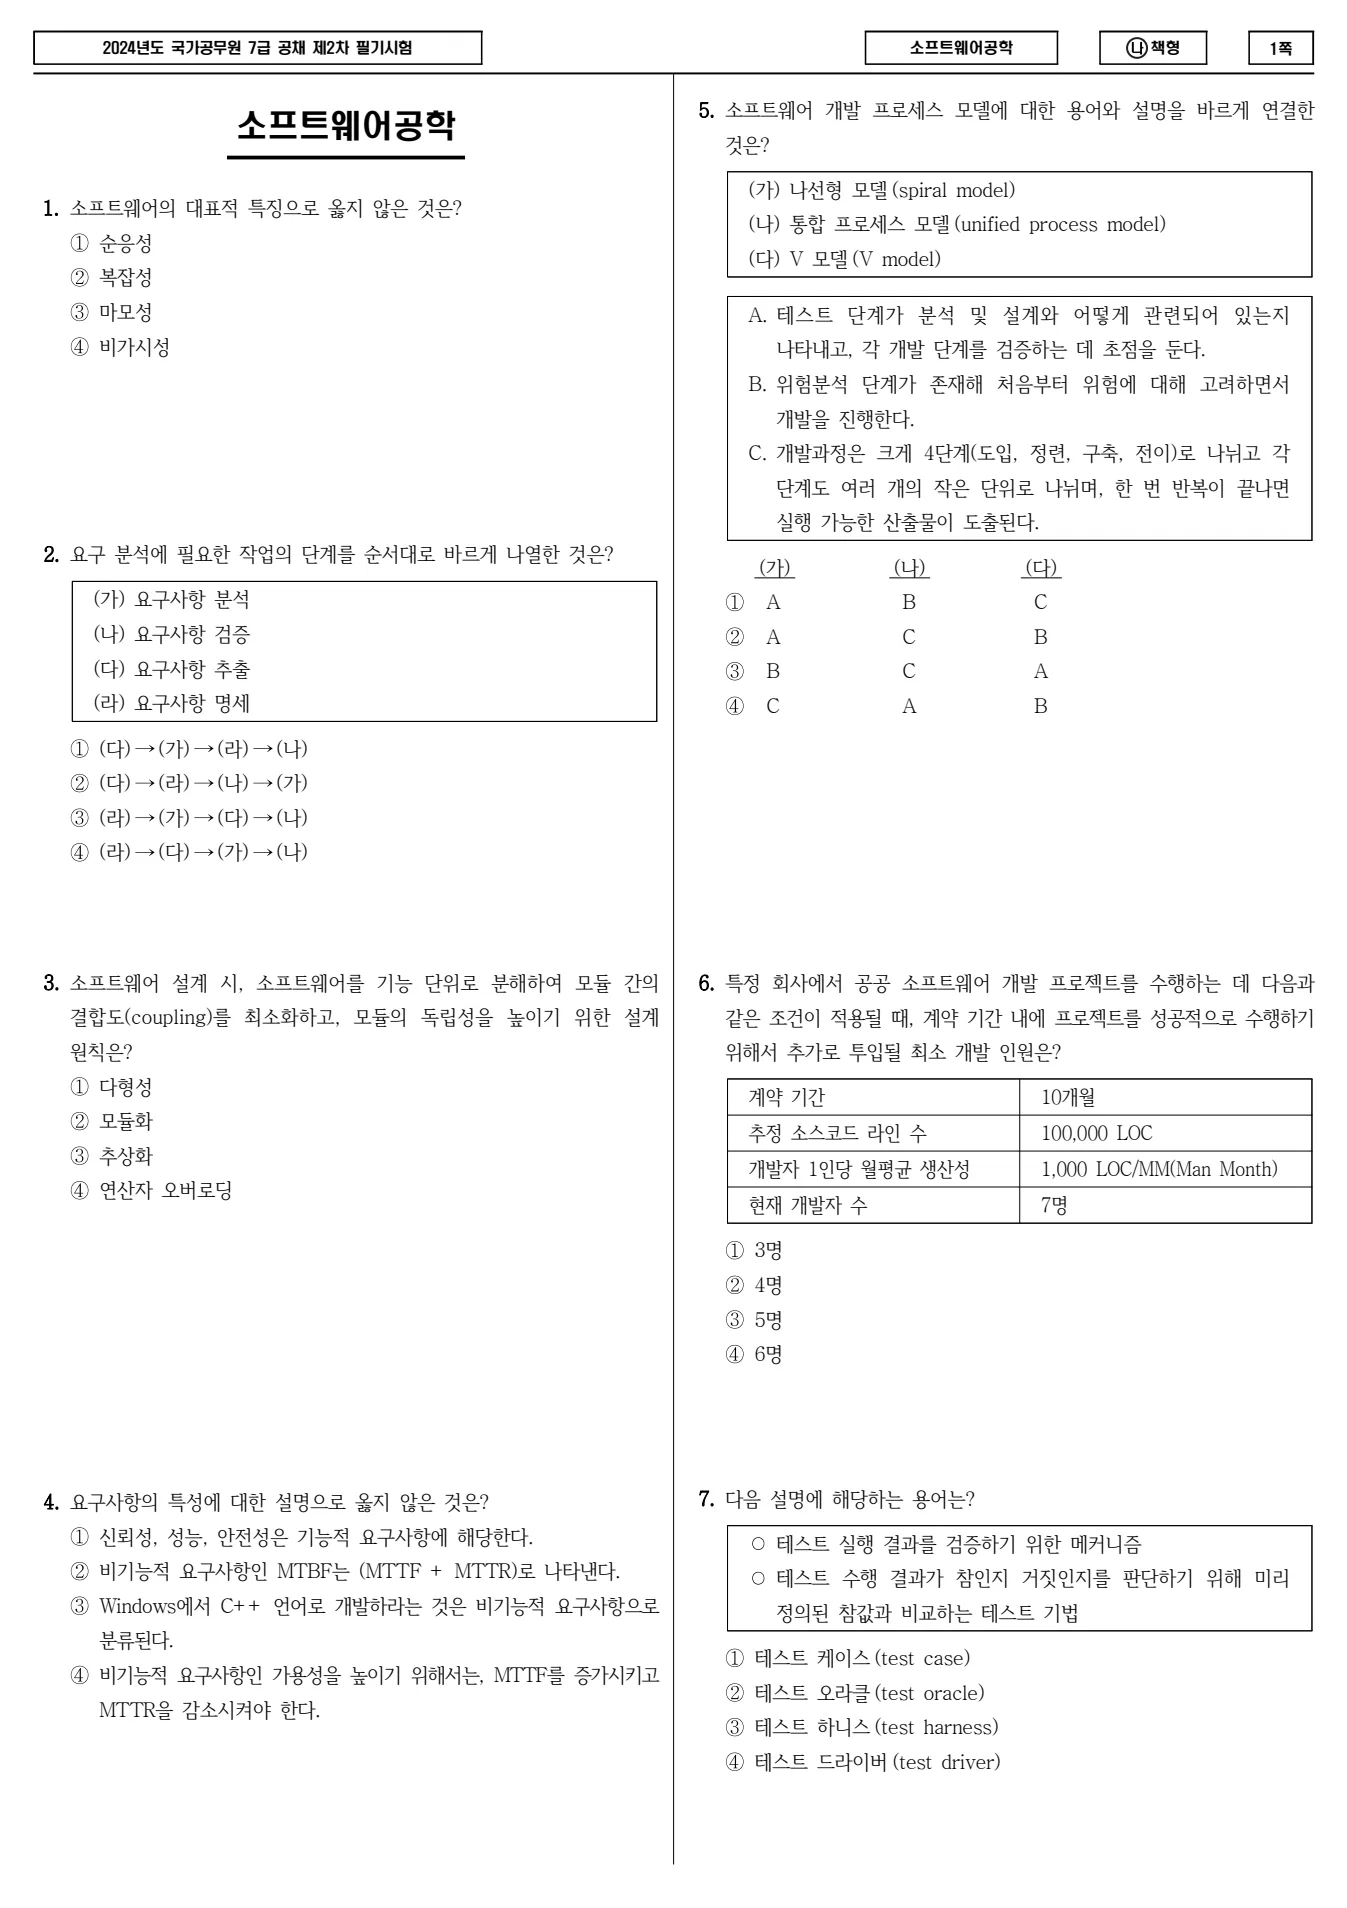 2024년도 국가공무원 7급 공채 제2차 필기시험
소프트웨어공학
㉯책형
1쪽
소프트웨어공학
1. 소프트웨어의 대표적 특징으로 옳지 않은 것은?
① 순응성
② 복잡성
③ 마모성
④ 비가시성
2. 요구 분석에 필요한 작업의 단계를 순서대로 바르게 나열한 것은?
(가) 요구사항 분석
(나) 요구사항 검증
(다) 요구사항 추출
(라) 요구사항 명세
① (다)→(가)→(라)→(나)
② (다)→(라)→(나)→(가)
③ (라)→(가)→(다)→(나)
④ (라)→(다)→(가)→(나)
3. 소프트웨어 설계 시, 소프트웨어를 기능 단위로 분해하여 모듈 간의
결합도(coupling)를 최소화하고, 모듈의 독립성을 높이기 위한 설계
원칙은?
① 다형성
② 모듈화
③ 추상화
④ 연산자 오버로딩
4. 요구사항의 특성에 대한 설명으로 옳지 않은 것은?
① 신뢰성, 성능, 안전성은 기능적 요구사항에 해당한다.
② 비기능적 요구사항인 MTBF는 (MTTF + MTTR)로 나타낸다.
③ Windows에서 C++ 언어로 개발하라는 것은 비기능적 요구사항으로
분류된다.
④ 비기능적 요구사항인 가용성을 높이기 위해서는, MTTF를 증가시키고
MTTR을 감소시켜야 한다.
5. 소프트웨어 개발 프로세스 모델에 대한 용어와 설명을 바르게 연결한
것은?
(가) 나선형 모델(spiral model)
(나) 통합 프로세스 모델(unified process model)
(다) V 모델(V model)
A. 테스트 단계가 분석 및 설계와 어떻게 관련되어 있는지
나타내고, 각 개발 단계를 검증하는 데 초점을 둔다.
B. 위험분석 단계가 존재해 처음부터 위험에 대해 고려하면서
개발을 진행한다.
C. 개발과정은 크게 4단계(도입, 정련, 구축, 전이)로 나뉘고 각
단계도 여러 개의 작은 단위로 나뉘며, 한 번 반복이 끝나면
실행 가능한 산출물이 도출된다.
(가) (나) (다)
① A B C
② A C B
③ B C A
④ C A B
6. 특정 회사에서 공공 소프트웨어 개발 프로젝트를 수행하는 데 다음과
같은 조건이 적용될 때, 계약 기간 내에 프로젝트를 성공적으로 수행하기
위해서 추가로 투입될 최소 개발 인원은?
계약 기간 10개월
추정 소스코드 라인 수 100,000 LOC
개발자 1인당 월평균 생산성 1,000 LOC/MM(Man Month)
현재 개발자 수 7명
① 3명
② 4명
③ 5명
④ 6명
7. 다음 설명에 해당하는 용어는?
○ 테스트 실행 결과를 검증하기 위한 메커니즘
○ 테스트 수행 결과가 참인지 거짓인지를 판단하기 위해 미리
정의된 참값과 비교하는 테스트 기법
① 테스트 케이스(test case)
② 테스트 오라클(test oracle)
③ 테스트 하니스(test harness)
④ 테스트 드라이버(test driver)